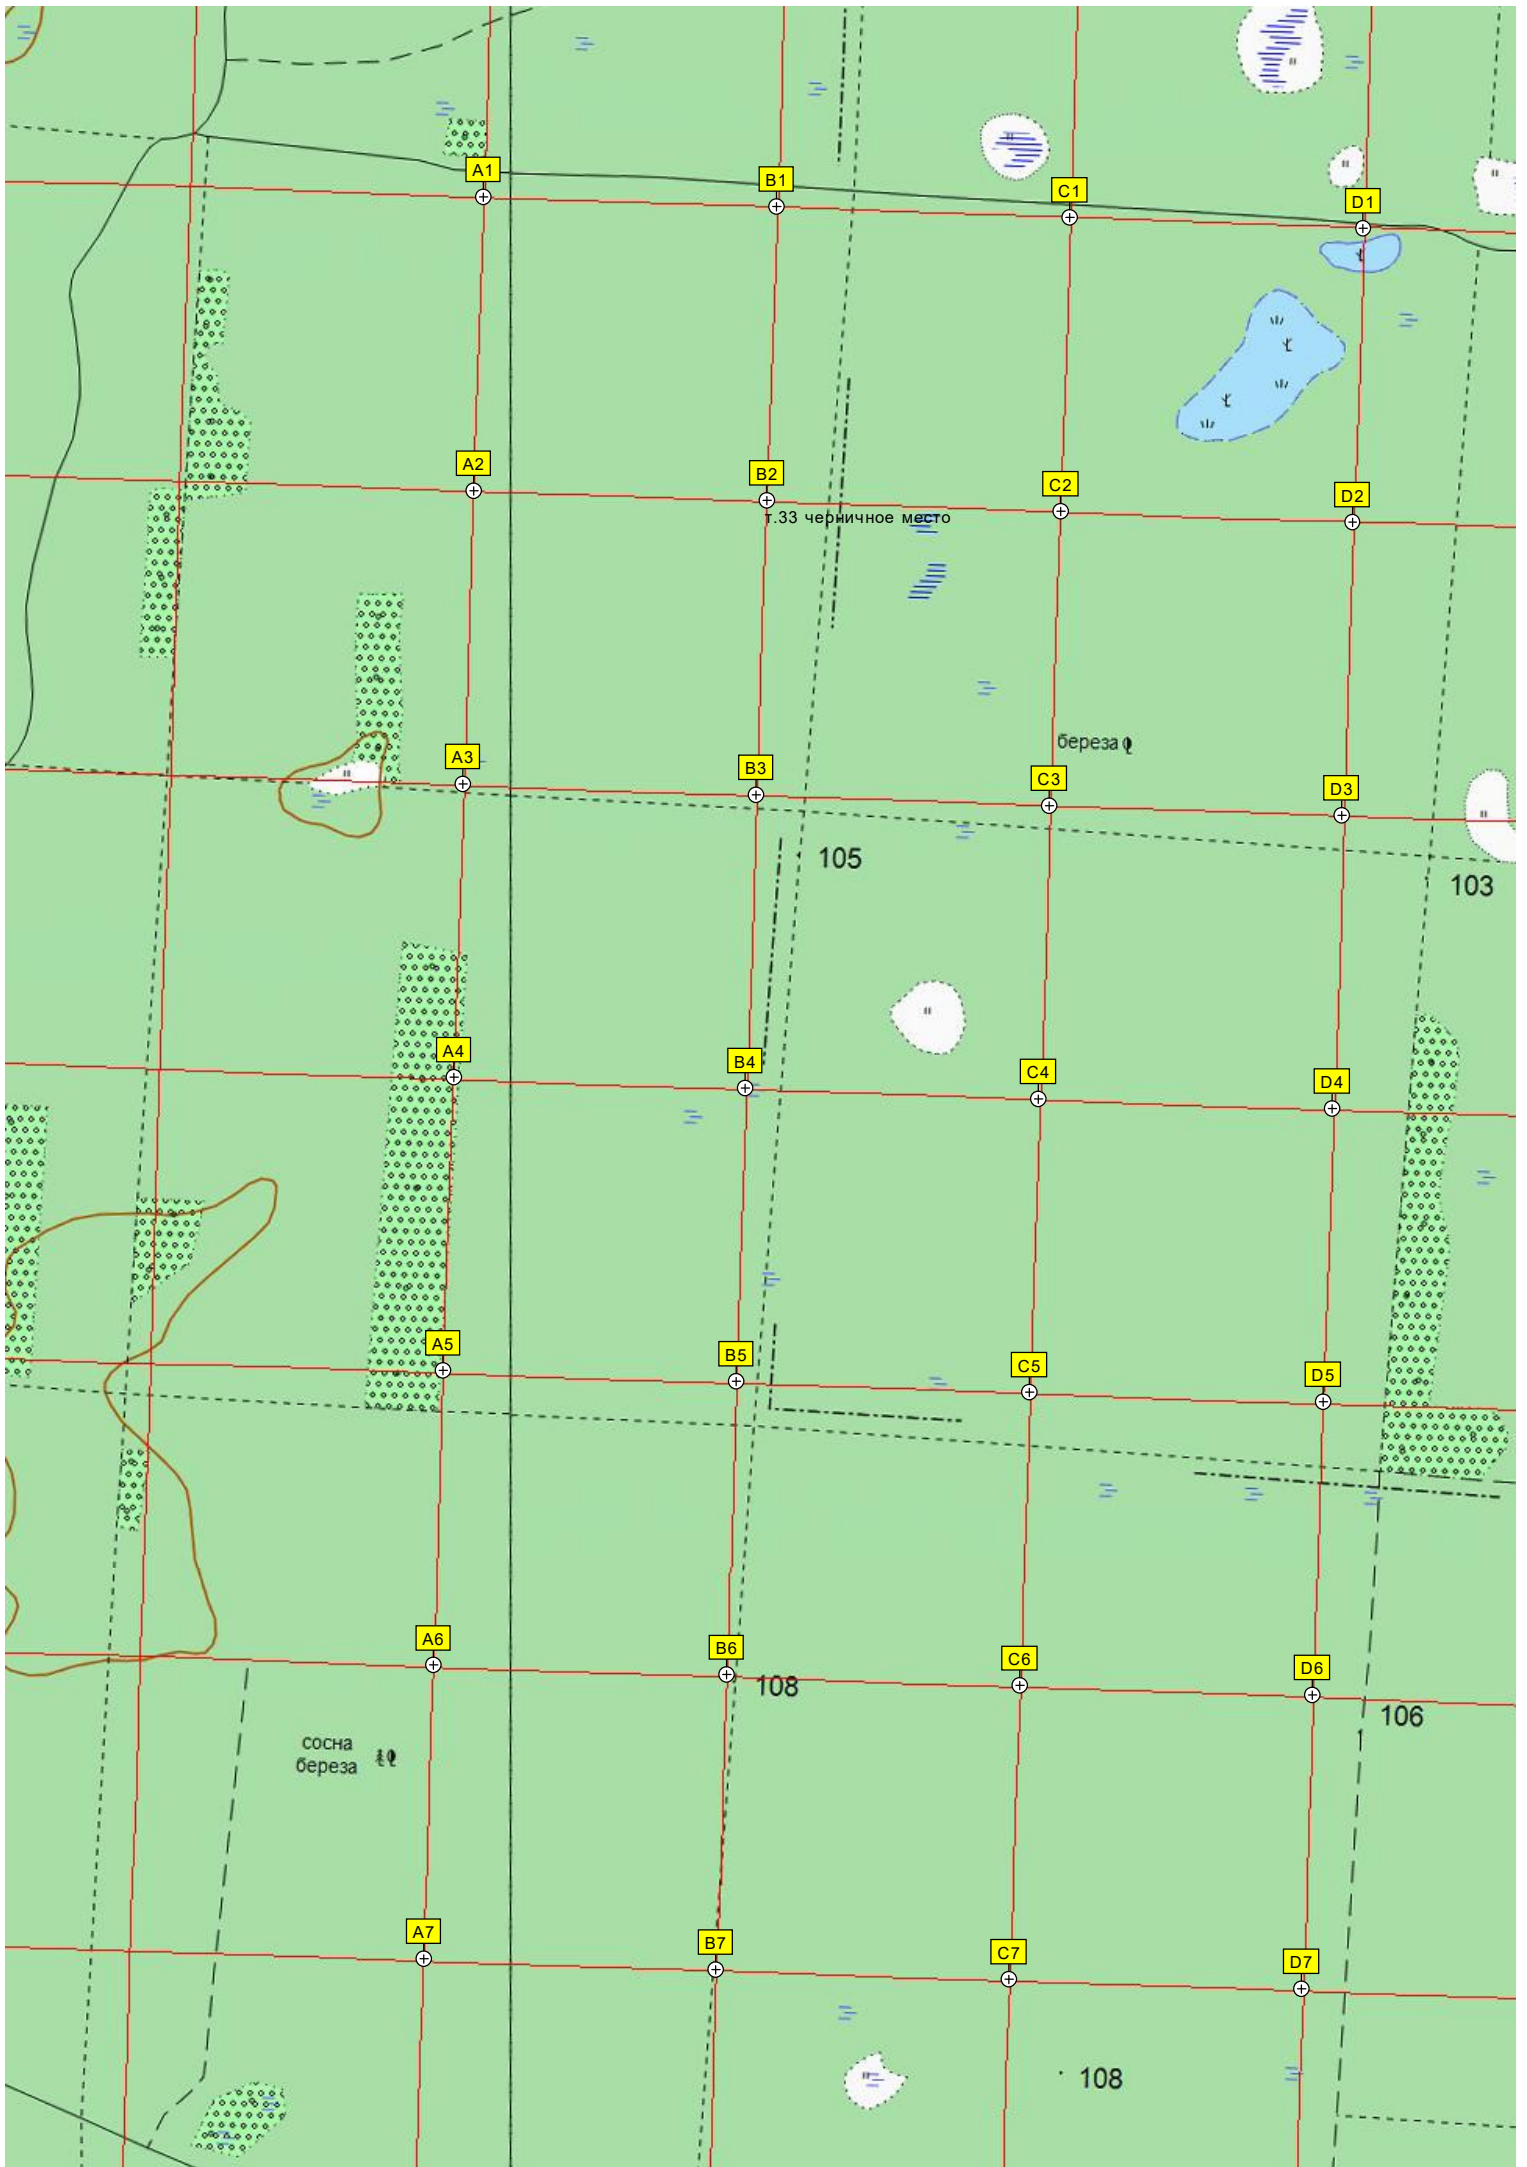 A1
B1
C1
D1
A2
B2
C2
D2
т.33 черничное место
береза
A3
B3
C3
D3
105
103
A4
B4
C4
D4
A5
B5
C5
D5
A6
B6
C6
D6
108
106
сосна
береза
A7
B7
C7
D7
108